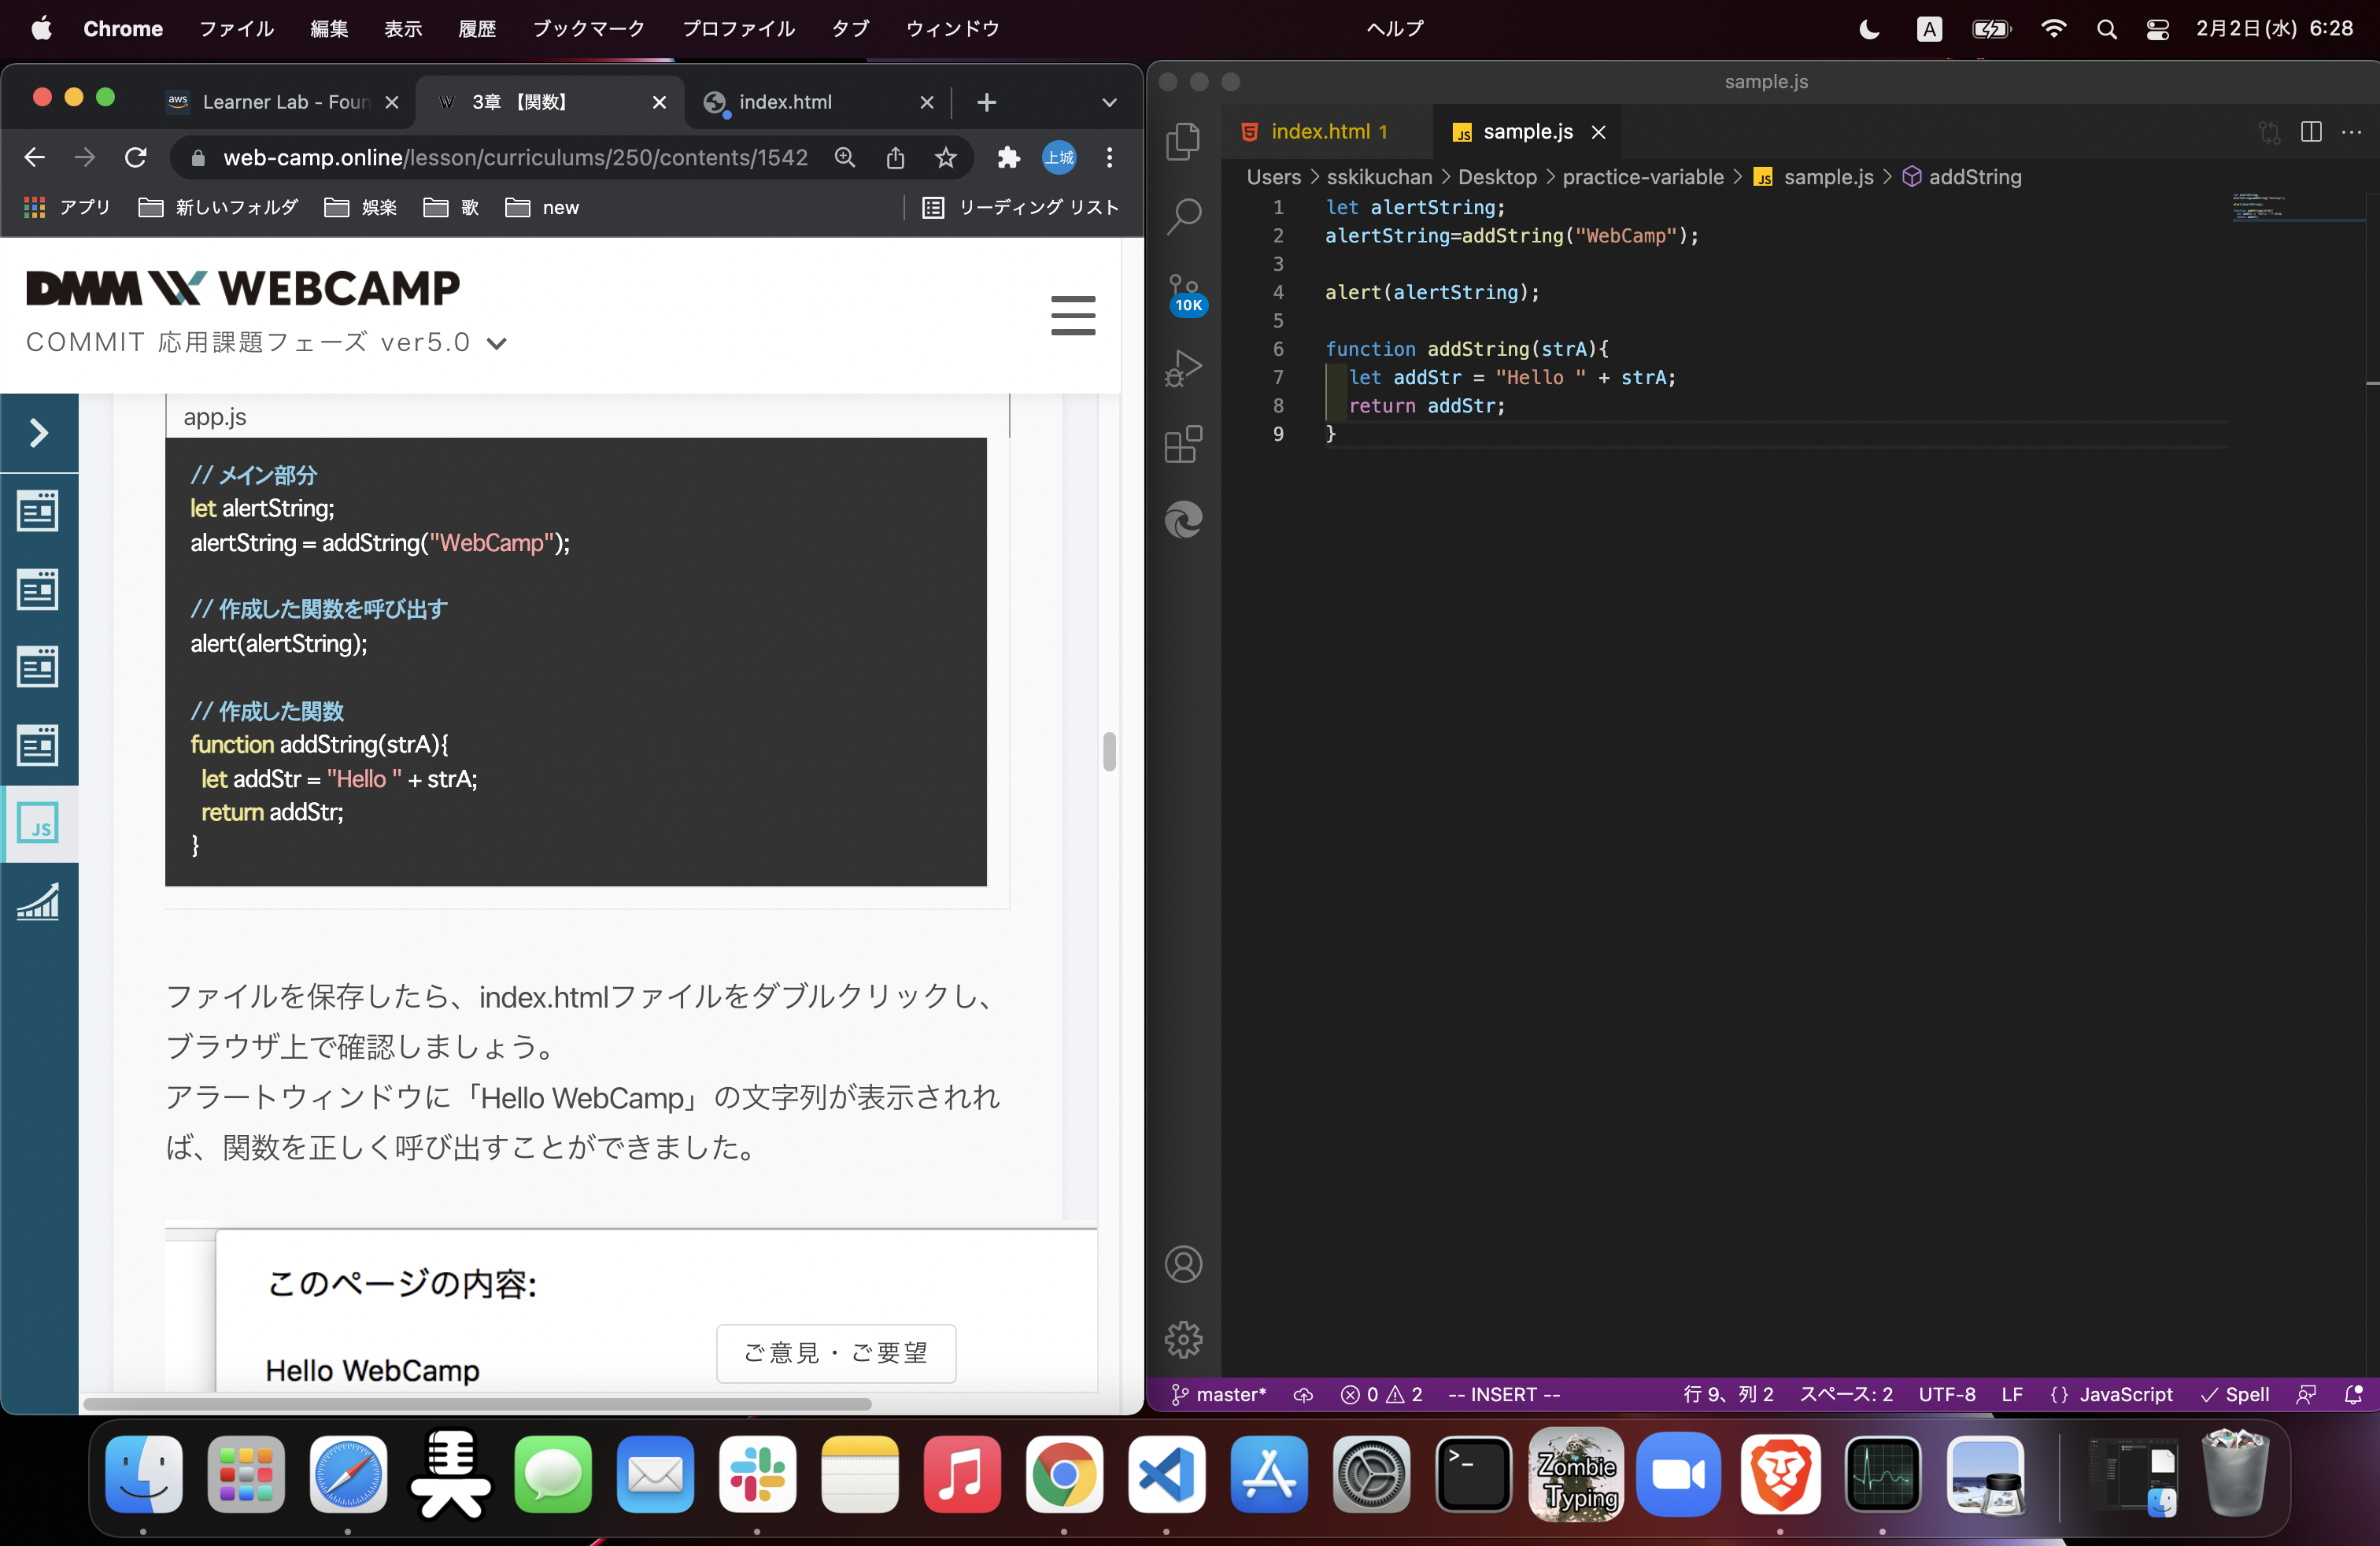 Chrome ファイル 編集 表示 履歴 ブックマーク プロファイル タブ ウィンドウ ヘルプ A 2月2日(水) 6:28
aws Learner Lab - Foun
W 3章 【関数】
index.html
web-camp.online/lesson/curriculums/250/contents/1542 上城
アプリ 新しいフォルダ 娯楽 歌 new リーディング リスト
DMM WEBCAMP
COMMIT 応用課題フェーズ ver5.0
JS
app.js
// メイン部分
let alertString;
alertString = addString("WebCamp");
// 作成した関数を呼び出す
alert(alertString);
// 作成した関数
function addString(strA){
let addStr = "Hello " + strA;
return addStr;
}
ファイルを保存したら、index.htmlファイルをダブルクリックし、
ブラウザ上で確認しましょう。
アラートウィンドウに「Hello WebCamp」の文字列が表示されれ
ば、関数を正しく呼び出すことができました。
このページの内容:
Hello WebCamp
ご意見・ご要望
sample.js
index.html 1
JS sample.js
Users > sskikuchan > Desktop > practice-variable > JS sample.js > addString
10K
1 let alertString;
2 alertString=addString("WebCamp");
3
4 alert(alertString);
5
6 function addString(strA){
7 let addStr = "Hello " + strA;
8 return addStr;
9 }
master* 0 2 -- INSERT -- 行 9、列 2 スペース: 2 UTF-8 LF {} JavaScript Spell
>_
Zombie
Typing